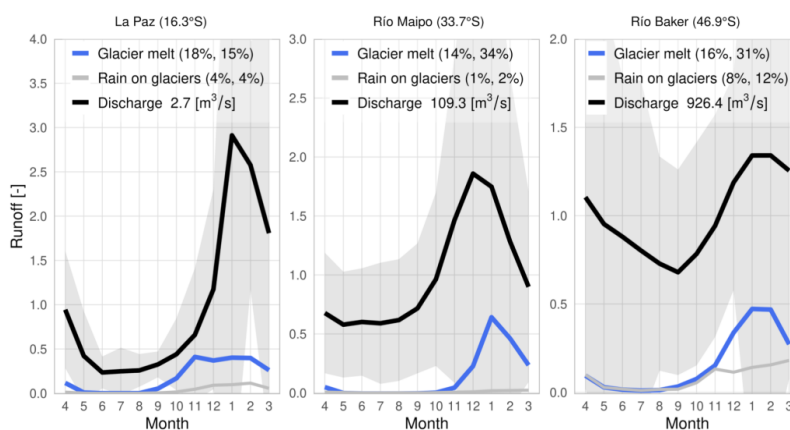 La Paz (16.3°S)
4.0
3.5
3.0
2.5
2.0
1.5
1.0
0.5
0.0
Runoff [-]
Glacier melt (18%, 15%)
Rain on glaciers (4%, 4%)
Discharge 2.7 [m³/s]
4 5 6 7 8 9 10 11 12 1 2 3
Month
Río Maipo (33.7°S)
3.0
2.5
2.0
1.5
1.0
0.5
0.0
Glacier melt (14%, 34%)
Rain on glaciers (1%, 2%)
Discharge 109.3 [m³/s]
4 5 6 7 8 9 10 11 12 1 2 3
Month
Río Baker (46.9°S)
2.0
1.5
1.0
0.5
0.0
Glacier melt (16%, 31%)
Rain on glaciers (8%, 12%)
Discharge 926.4 [m³/s]
4 5 6 7 8 9 10 11 12 1 2 3
Month